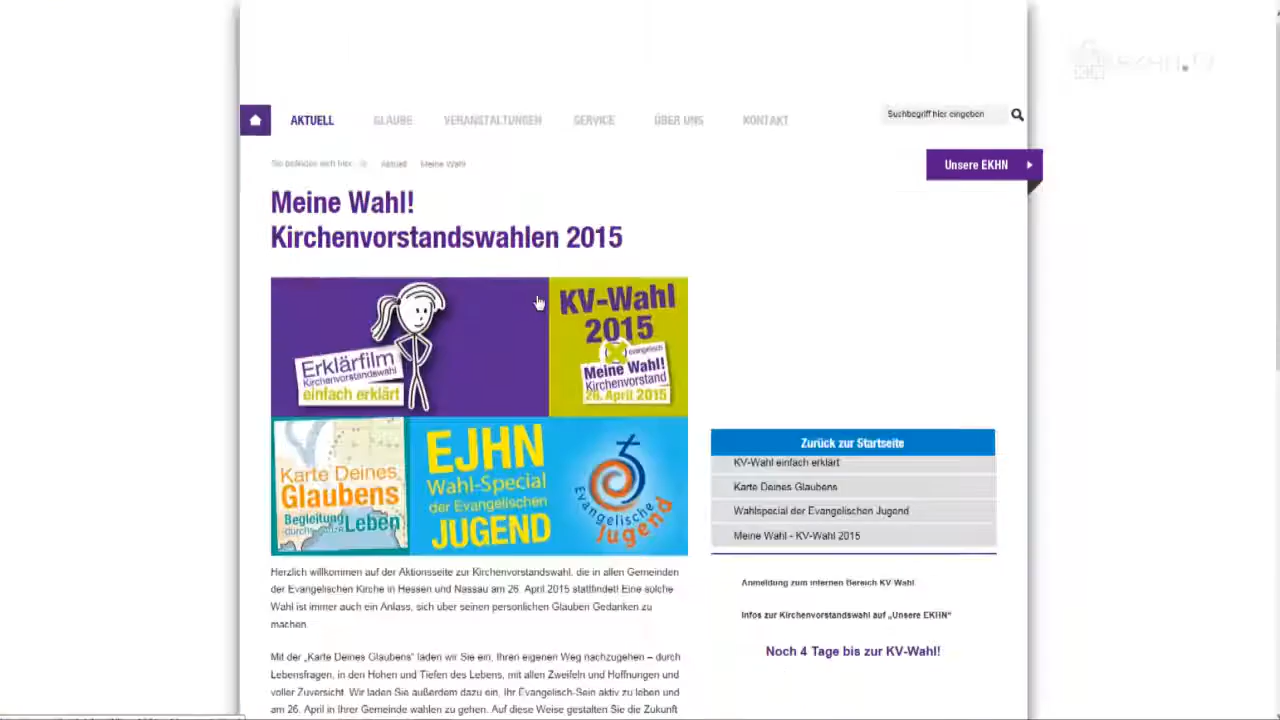 AKTUELL GLAUBE VERANSTALTUNGEN SERVICE ÜBER UNS KONTAKT
Suchbegriff hier eingeben
Sie befinden sich hier: Aktuell Meine Wahl
Unsere EKHN
Meine Wahl!
Kirchenvorstandswahlen 2015
Erklärfilm
Kirchenvorstandswahl
einfach erklärt
KV-Wahl
2015
evangelisch
Meine Wahl!
Kirchenvorstand
26. April 2015
Karte Deines
Glaubens
Begleitung
durchs Leben
EJHN
Wahl-Special
der Evangelischen
JUGEND
Evangelische
Jugend
Zurück zur Startseite
KV-Wahl einfach erklärt
Karte Deines Glaubens
Wahlspecial der Evangelischen Jugend
Meine Wahl - KV-Wahl 2015
Anmeldung zum internen Bereich KV Wahl
Infos zur Kirchenvorstandswahl auf „Unsere EKHN"
Noch 4 Tage bis zur KV-Wahl!
Herzlich willkommen auf der Aktionsseite zur Kirchenvorstandswahl, die in allen Gemeinden
der Evangelischen Kirche in Hessen und Nassau am 26. April 2015 stattfindet! Eine solche
Wahl ist immer auch ein Anlass, sich über seinen persönlichen Glauben Gedanken zu
machen.
Mit der „Karte Deines Glaubens" laden wir Sie ein, Ihren eigenen Weg nachzugehen – durch
Lebensfragen, in den Höhen und Tiefen des Lebens, mit allen Zweifeln und Hoffnungen und
voller Zuversicht. Wir laden Sie außerdem dazu ein, Ihr Evangelisch-Sein aktiv zu leben und
am 26. April in Ihrer Gemeinde wählen zu gehen. Auf diese Weise gestalten Sie die Zukunft